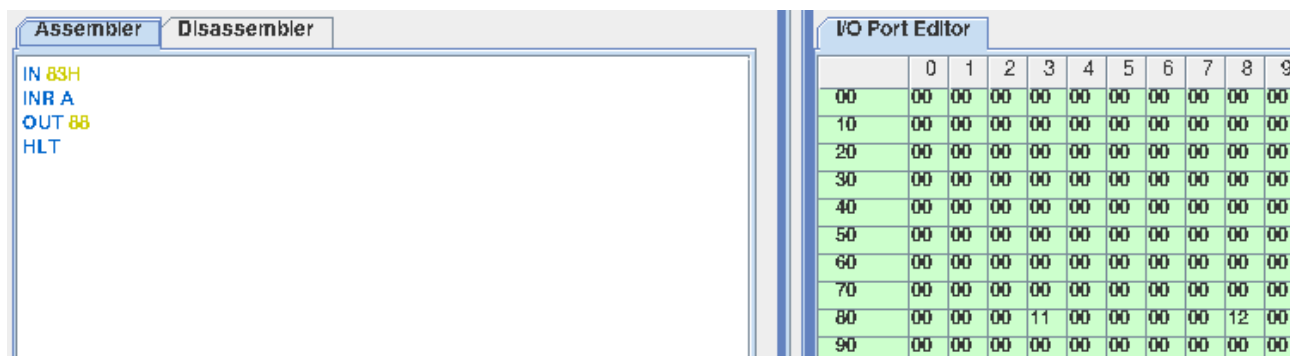 Assembler Disassembler
IN 83H
INR A
OUT 88
HLT
I/O Port Editor
0 1 2 3 4 5 6 7 8 9
00 00 00 00 00 00 00 00 00 00 00
10 00 00 00 00 00 00 00 00 00 00
20 00 00 00 00 00 00 00 00 00 00
30 00 00 00 00 00 00 00 00 00 00
40 00 00 00 00 00 00 00 00 00 00
50 00 00 00 00 00 00 00 00 00 00
60 00 00 00 00 00 00 00 00 00 00
70 00 00 00 00 00 00 00 00 00 00
80 00 00 00 11 00 00 00 00 12 00
90 00 00 00 00 00 00 00 00 00 00